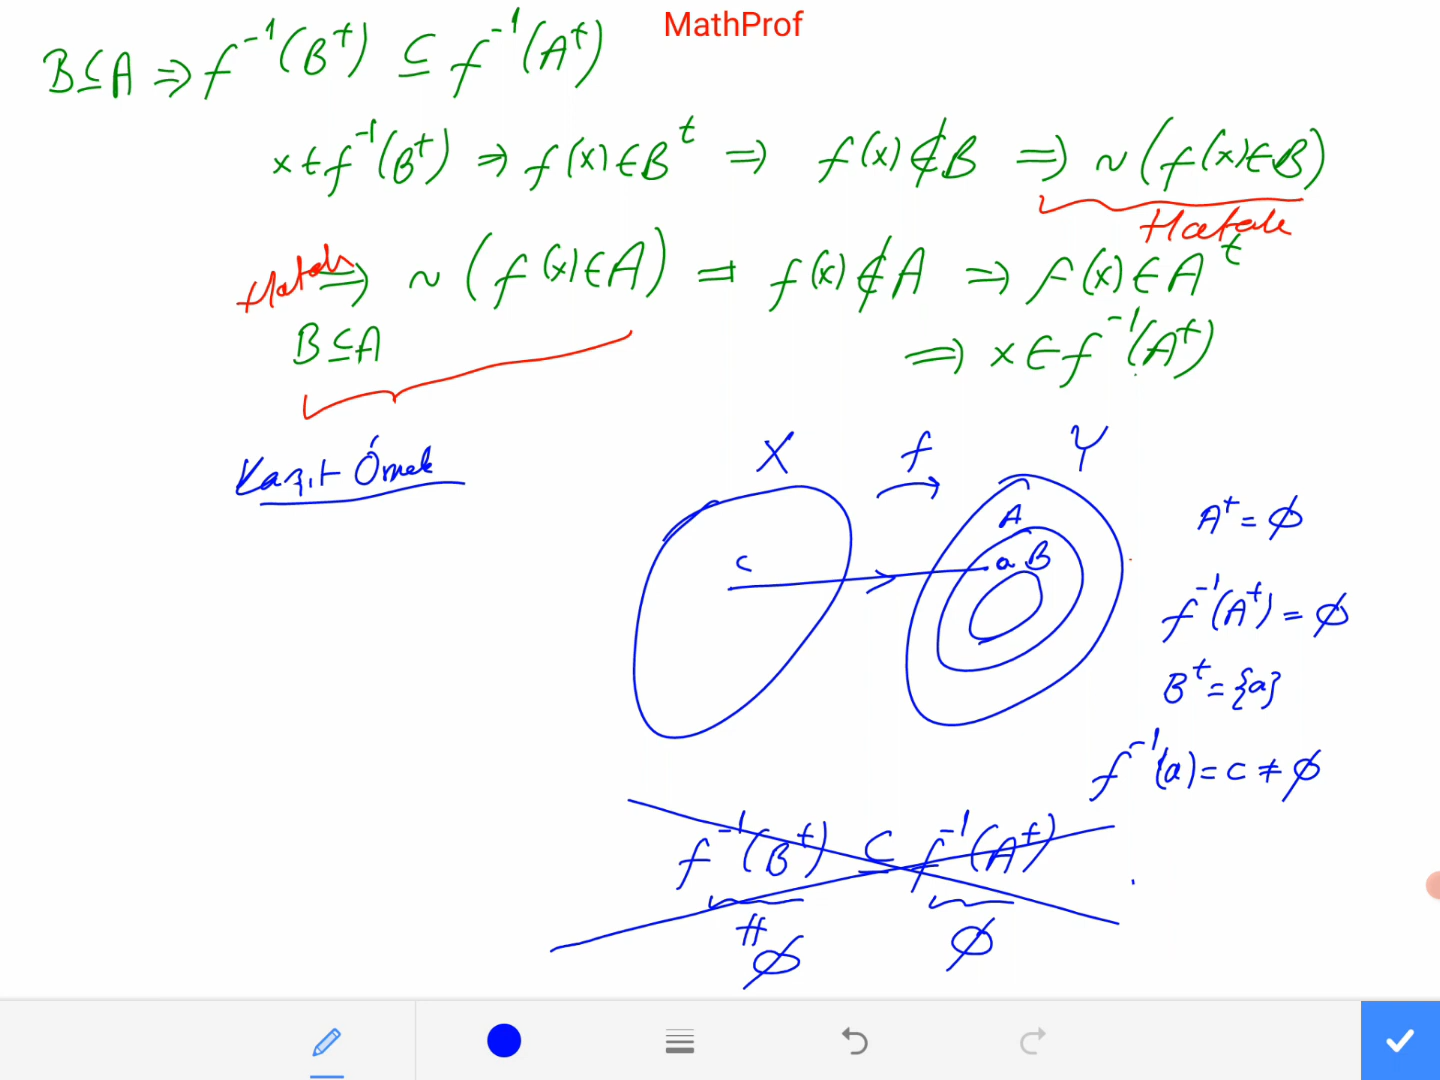 MathProf
B⊆A ⇒ f⁻¹(Bᵗ) ⊆ f⁻¹(Aᵗ)
x∈f⁻¹(Bᵗ) ⇒ f(x)∈Bᵗ ⇒ f(x)∉B ⇒ ~(f(x)∈B)
Hatalı
Hatalı ⇒ ~(f(x)∈A) ⇒ f(x)∉A ⇒ f(x)∈Aᵗ
B⊆A
⇒ x∈f⁻¹(Aᵗ)
Karşıt Örnek
X f Y
A
c a B
Aᵗ = ∅
f⁻¹(Aᵗ) = ∅
Bᵗ = {a}
f⁻¹(a) = c ≠ ∅
f⁻¹(Bᵗ) ⊆ f⁻¹(Aᵗ)
≠
∅ ∅